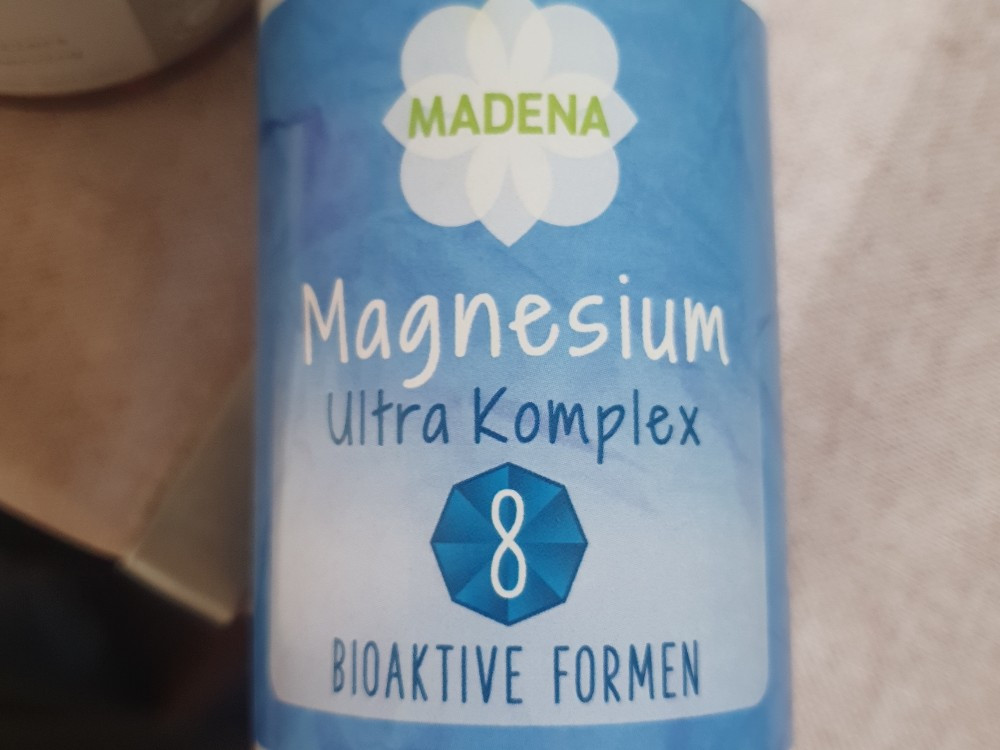 MADENA
Magnesium
Ultra Komplex
8
BIOAKTIVE FORMEN